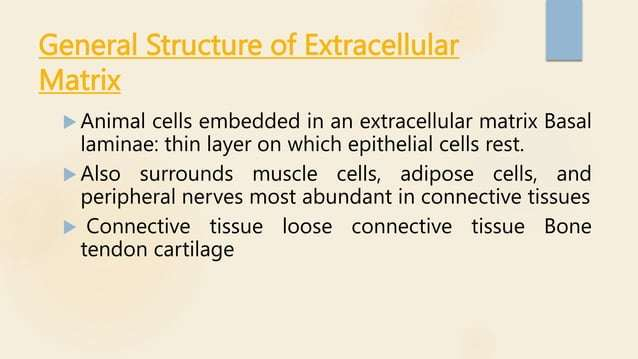 General Structure of Extracellular
Matrix
Animal cells embedded in an extracellular matrix Basal
laminae: thin layer on which epithelial cells rest.
Also surrounds muscle cells, adipose cells, and
peripheral nerves most abundant in connective tissues
Connective tissue loose connective tissue Bone
tendon cartilage